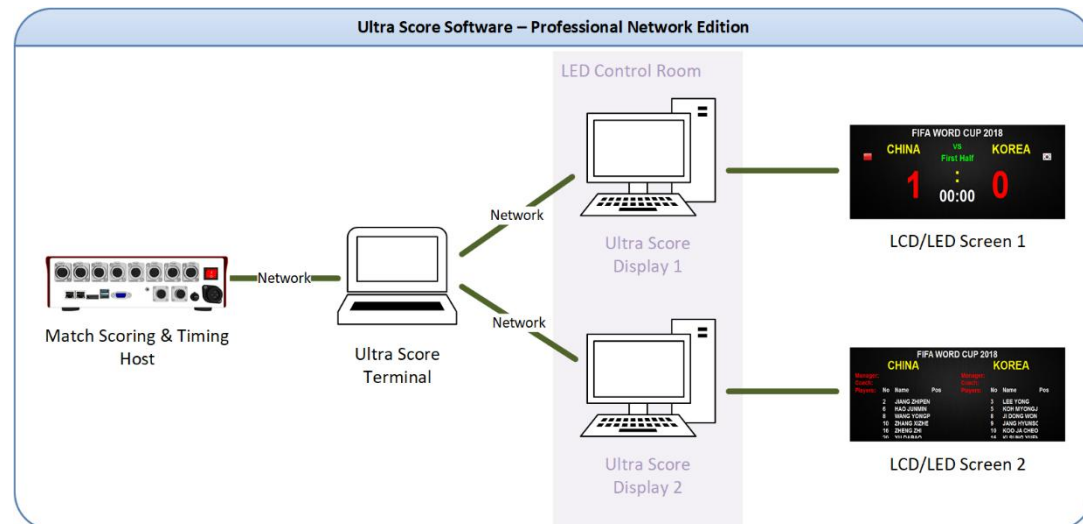 Ultra Score Software – Professional Network Edition
LED Control Room
Network
Network
Network
Match Scoring & Timing
Host
Ultra Score
Terminal
Ultra Score
Display 1
Ultra Score
Display 2
FIFA WORD CUP 2018
CHINA vs KOREA
First Half
1 : 0
00:00
LCD/LED Screen 1
FIFA WORD CUP 2018
CHINA KOREA
Manager: Manager:
Coach: Coach:
Players: No Name Pos Players: No Name Pos
2 JIANG ZHIPEN 3 LEE YONG
6 HAO JUNMIN 5 KOH MYONGJ
8 WANG YONGP 8 JI DONG WON
10 ZHANG XIZHE 9 JANG HYUNSC
16 ZHENG ZHI 10 KOO JA CHEO
LCD/LED Screen 2